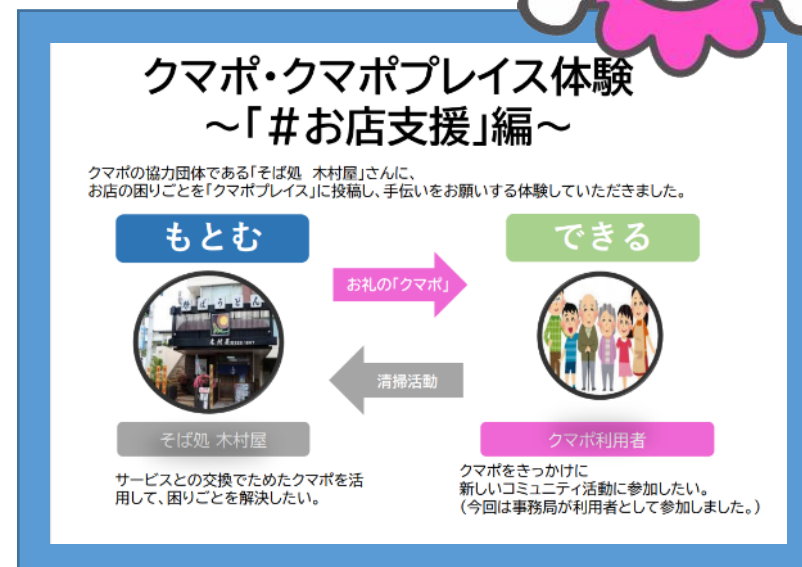 クマポ・クマポプレイス体験
～「＃お店支援」編～
クマポの協力団体である「そば処　木村屋」さんに、
お店の困りごとを「クマポプレイス」に投稿し、手伝いをお願いする体験していただきました。
もとむ
できる
お礼の「クマポ」
そばうどん
木村屋
清掃活動
そば処 木村屋
クマポ利用者
サービスとの交換でためたクマポを活
用して、困りごとを解決したい。
クマポをきっかけに
新しいコミュニティ活動に参加したい。
（今回は事務局が利用者として参加しました。）